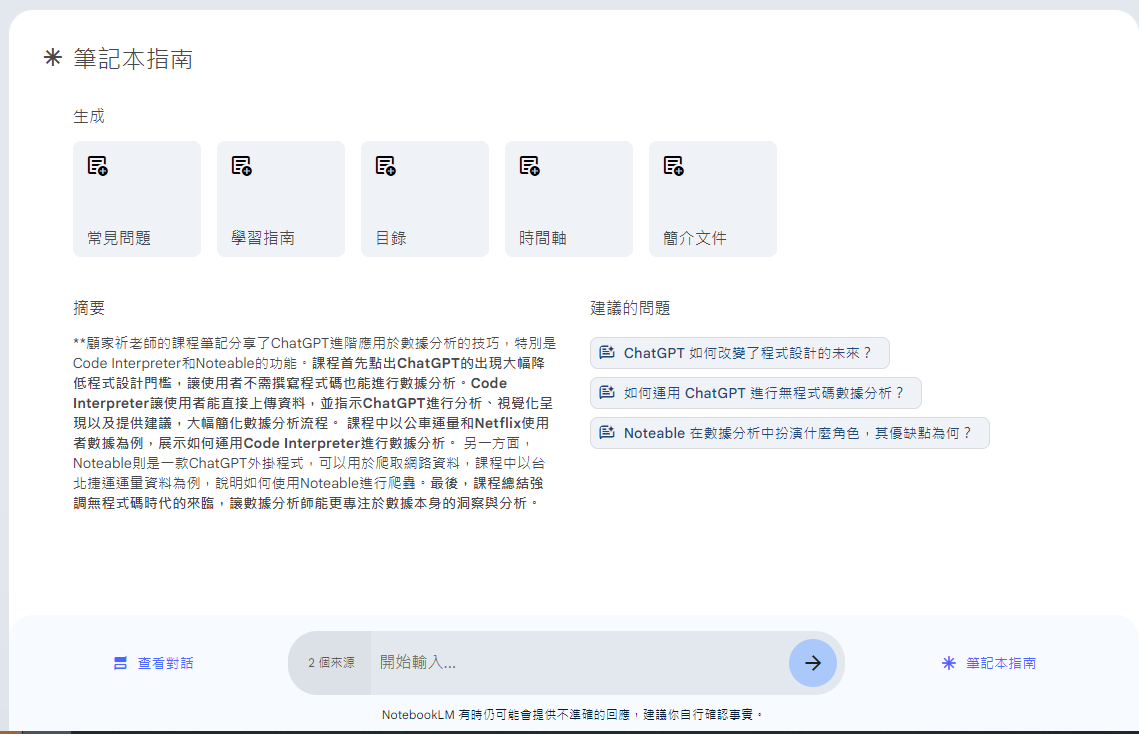 筆記本指南
生成
常見問題
學習指南
目錄
時間軸
簡介文件
摘要
**顧家祈老師的課程筆記分享了ChatGPT進階應用於數據分析的技巧，特別是
Code Interpreter和Noteable的功能。課程首先點出ChatGPT的出現大幅降
低程式設計門檻，讓使用者不需撰寫程式碼也能進行數據分析。Code
Interpreter讓使用者能直接上傳資料，並指示ChatGPT進行分析、視覺化呈
現以及提供建議，大幅簡化數據分析流程。 課程中以公車運量和Netflix使用
者數據為例，展示如何運用Code Interpreter進行數據分析。 另一方面，
Noteable則是一款ChatGPT外掛程式，可以用於爬取網路資料，課程中以台
北捷運運量資料為例，說明如何使用Noteable進行爬蟲。最後，課程總結強
調無程式碼時代的來臨，讓數據分析師能更專注於數據本身的洞察與分析。
建議的問題
ChatGPT 如何改變了程式設計的未來？
如何運用 ChatGPT 進行無程式碼數據分析？
Noteable 在數據分析中扮演什麼角色，其優缺點為何？
查看對話
2 個來源
開始輸入...
筆記本指南
NotebookLM 有時仍可能會提供不準確的回應，建議你自行確認事實。